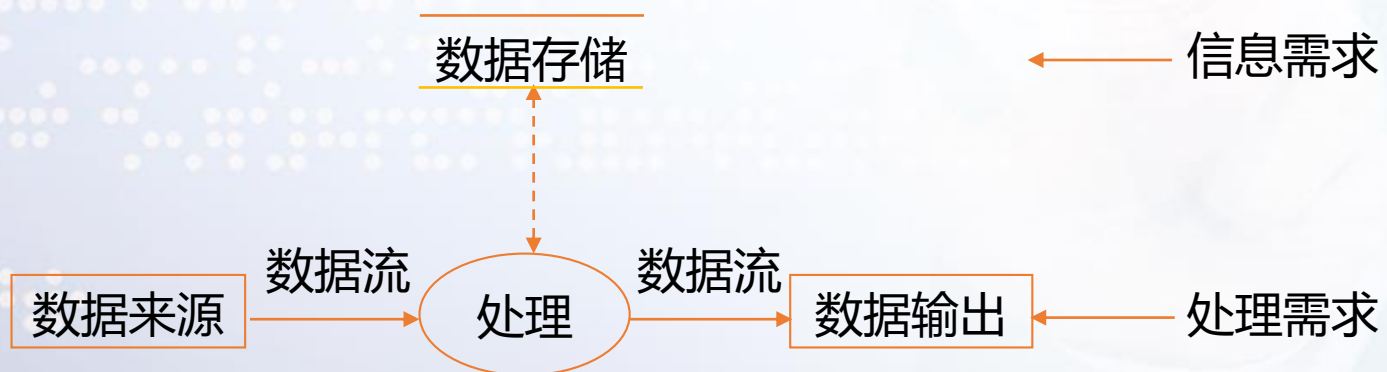 数据存储
信息需求
数据流
数据流
数据来源
处理
数据输出
处理需求